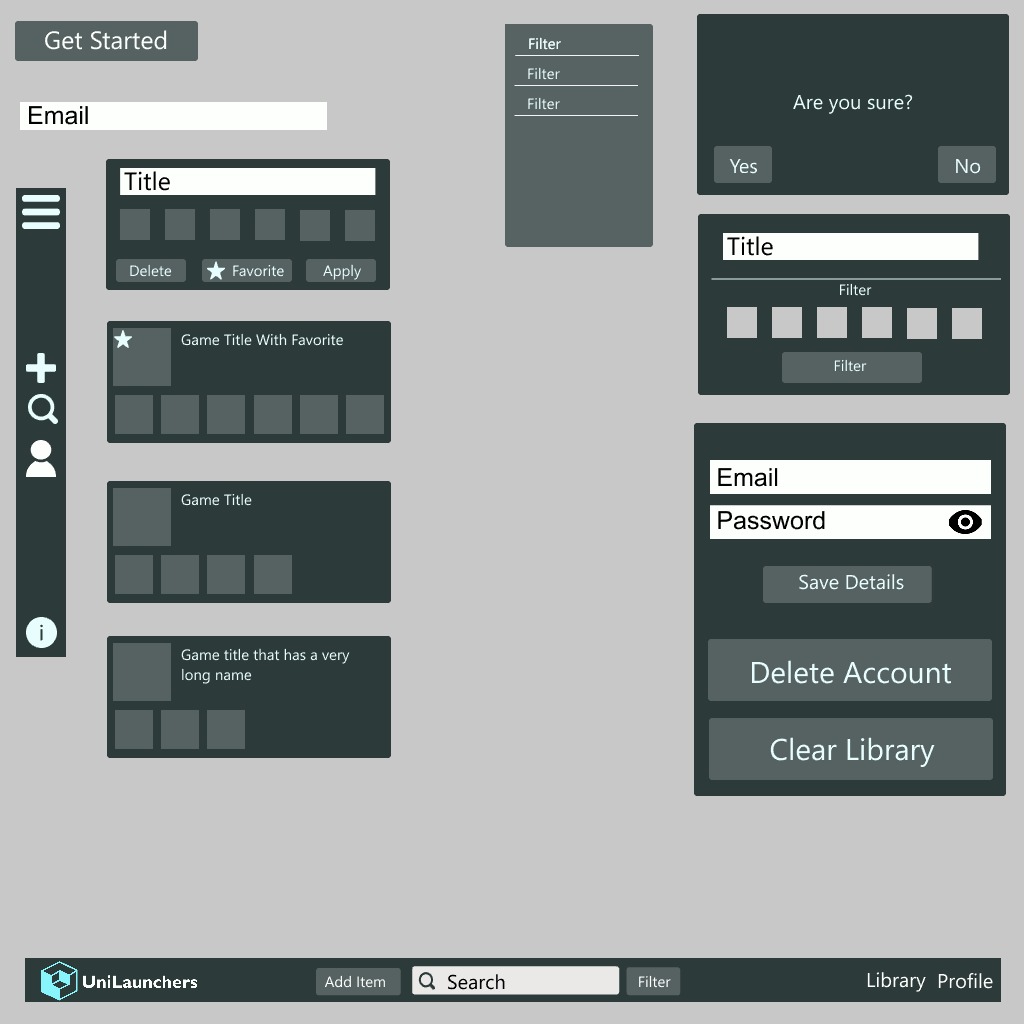 Get Started
Email
Title
Delete
Favorite
Apply
Game Title With Favorite
Game Title
Game title that has a very
long name
i
Filter
Filter
Filter
Are you sure?
Yes
No
Title
Filter
Filter
Email
Password
Save Details
Delete Account
Clear Library
UniLaunchers
Add Item
Search
Filter
Library
Profile